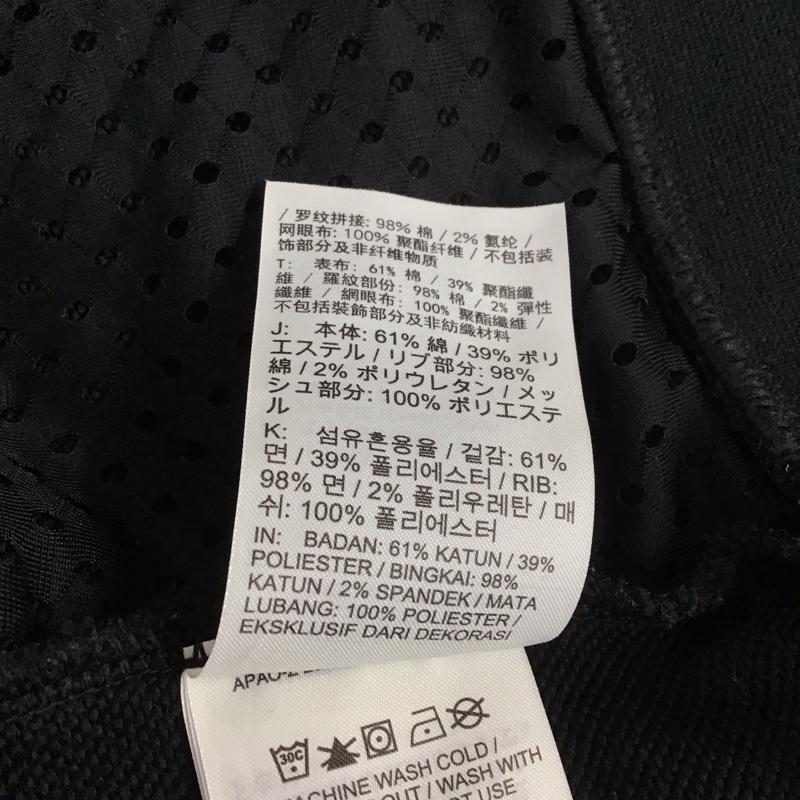 / 罗纹拼接: 98% 棉 / 2% 氨纶 /
网眼布: 100% 聚酯纤维 / 不包括装
饰部分及非纤维物质
T: 表布: 61% 棉 / 39% 聚酯纖
維 / 羅紋部份: 98% 棉 / 2% 彈性
纖維 / 網眼布: 100% 聚酯纖維 /
不包括裝飾部分及非紡織材料
J: 本体: 61% 綿 / 39% ポリ
エステル / リブ部分: 98%
綿 / 2% ポリウレタン / メッ
シュ部分: 100% ポリエステ
ル
K: 섬유혼용율 / 겉감: 61%
면 / 39% 폴리에스터 / RIB:
98% 면 / 2% 폴리우레탄 / 매
쉬: 100% 폴리에스터
IN: BADAN: 61% KATUN / 39%
POLIESTER / BINGKAI: 98%
KATUN / 2% SPANDEK / MATA
LUBANG: 100% POLIESTER /
EKSKLUSIF DARI DEKORASI
30C
MACHINE WASH COLD /
OUT / WASH WITH
NOT USE